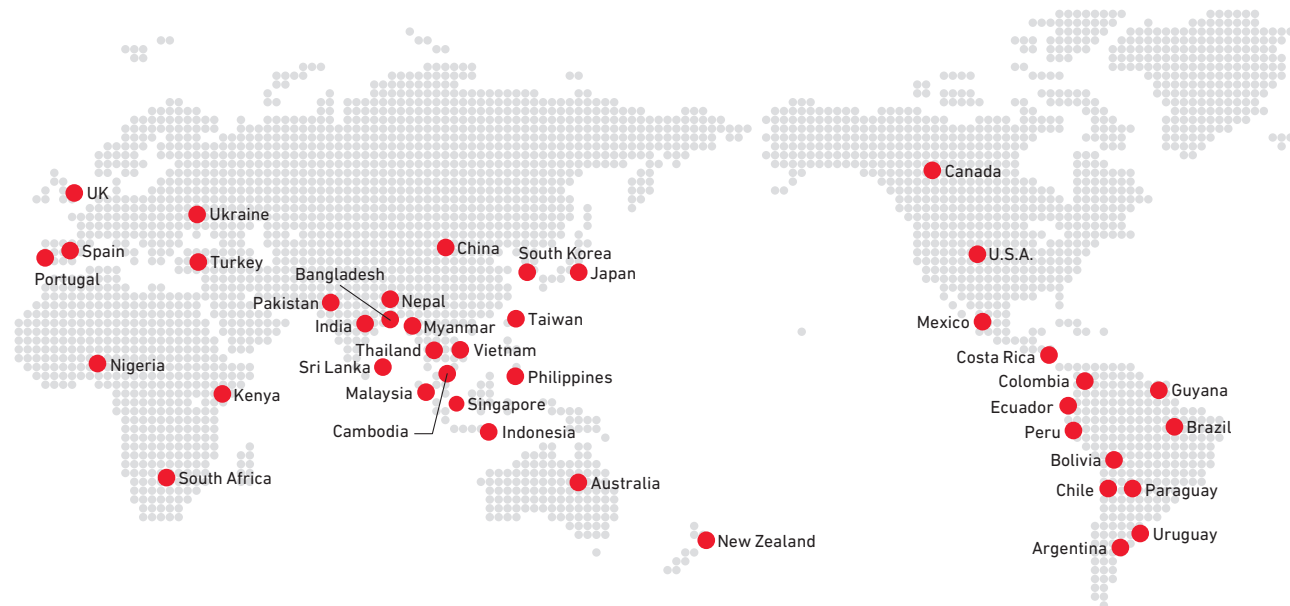 Canada
UK
Ukraine
Spain
China
South Korea
U.S.A.
Portugal
Turkey
Bangladesh
Japan
Pakistan
Nepal
Taiwan
Mexico
India
Myanmar
Thailand
Vietnam
Costa Rica
Nigeria
Sri Lanka
Philippines
Colombia
Guyana
Kenya
Malaysia
Singapore
Ecuador
Cambodia
Indonesia
Peru
Brazil
Bolivia
South Africa
Australia
Chile
Paraguay
New Zealand
Uruguay
Argentina